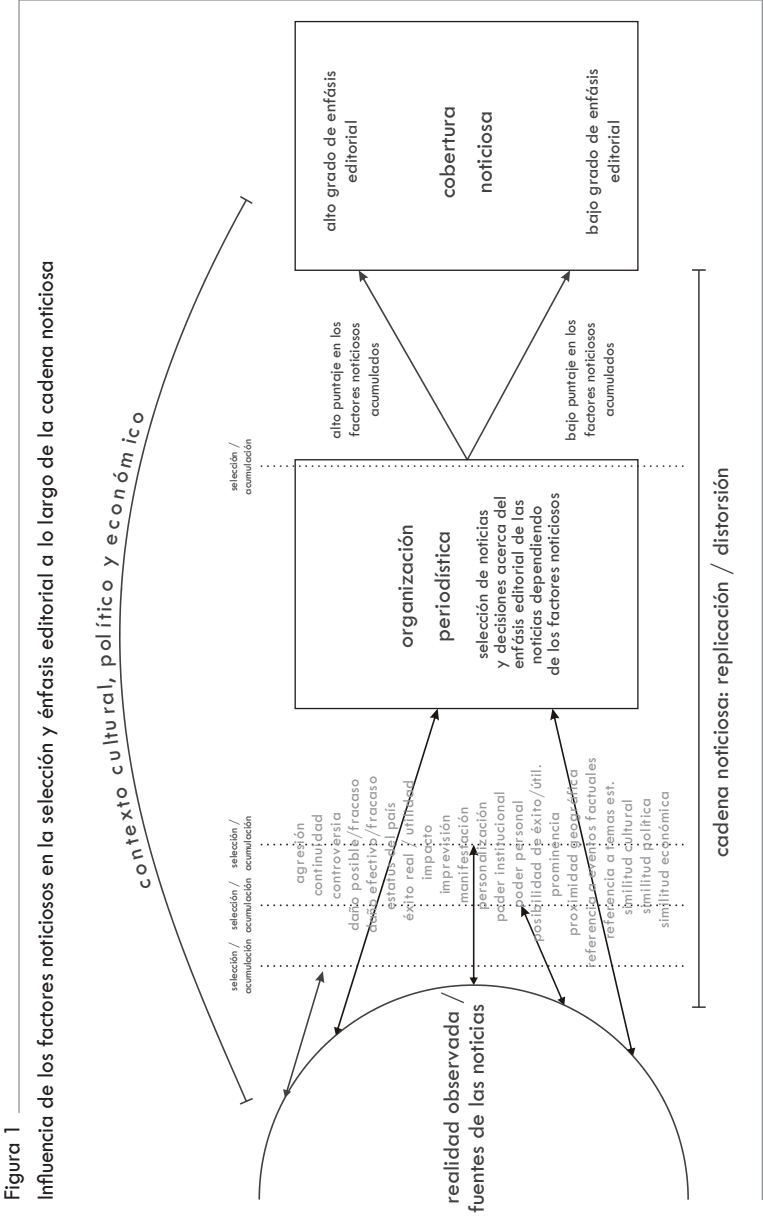 Figura 1
Influencia de los factores noticiosos en la selección y énfasis editorial a lo largo de la cadena noticiosa
contexto cultural, político y económico
realidad observada /
fuentes de las noticias
selección /
acumulación
selección /
acumulación
selección /
acumulación
agresión
continuidad
controversia
daño posible/fracaso
daño efectivo/fracaso
estatus del país
éxito real / utilidad
impacto
imprevisión
manifestación
personalización
poder institucional
poder personal
posibilidad de éxito/útil.
prominencia
proximidad geográfica
referencia a eventos factuales
referencia a temas est.
similitud cultural
similitud política
similitud económica
organización
periodística
selección de noticias
y decisiones acerca del
enfásis editorial de las
noticias dependiendo
de los factores noticiosos
selección /
acumulación
alto puntaje en los
factores noticiosos
acumulados
bajo puntaje en los
factores noticiosos
acumulados
alto grado de enfásis
editorial
cobertura
noticiosa
bajo grado de enfásis
editorial
cadena noticiosa: replicación / distorsión